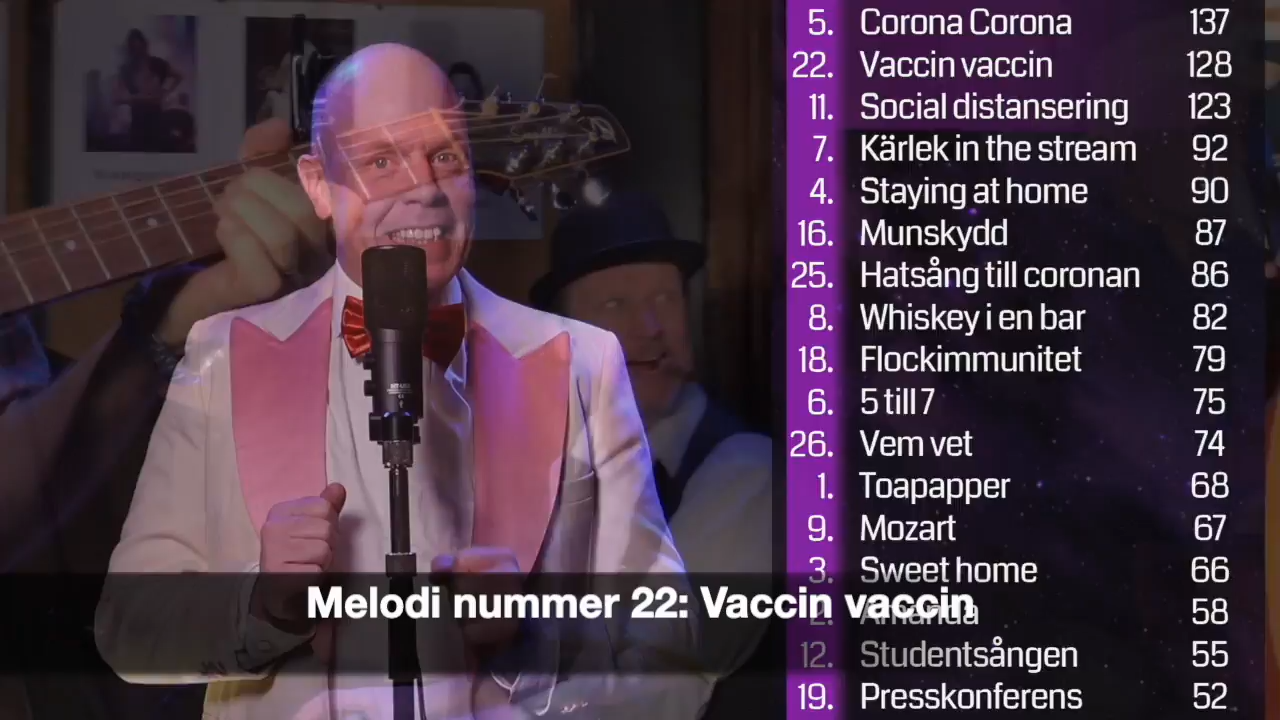 5. Corona Corona 137
22. Vaccin vaccin 128
11. Social distansering 123
7. Kärlek in the stream 92
4. Staying at home 90
16. Munskydd 87
25. Hatsång till coronan 86
8. Whiskey i en bar 82
18. Flockimmunitet 79
6. 5 till 7 75
26. Vem vet 74
1. Toapapper 68
9. Mozart 67
3. Sweet home 66
Melodi nummer 22: Vaccin vaccin
2. Amanda 58
12. Studentsången 55
19. Presskonferens 52